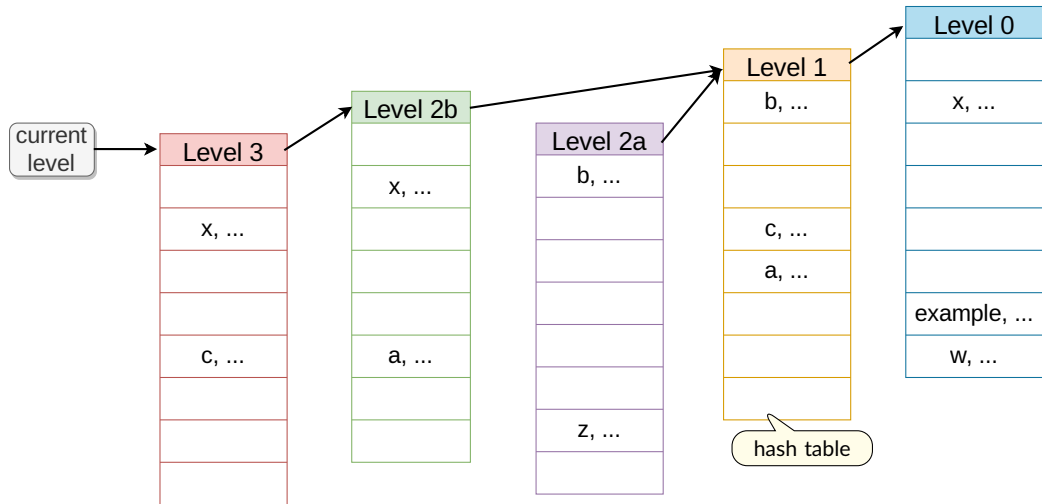 current
level
Level 3
x, ...
c, ...
Level 2b
x, ...
a, ...
Level 2a
b, ...
z, ...
Level 1
b, ...
c, ...
a, ...
hash table
Level 0
x, ...
example, ...
w, ...